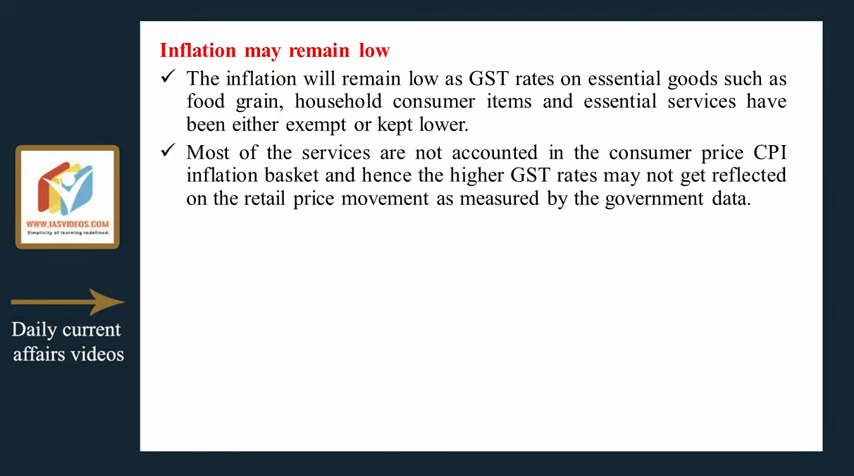 Inflation may remain low
✓ The inflation will remain low as GST rates on essential goods such as
food grain, household consumer items and essential services have
been either exempt or kept lower.
✓ Most of the services are not accounted in the consumer price CPI
inflation basket and hence the higher GST rates may not get reflected
on the retail price movement as measured by the government data.
WWW.IASVIDEOS.COM
Simplicity of learning redefined.
Daily current
affairs videos